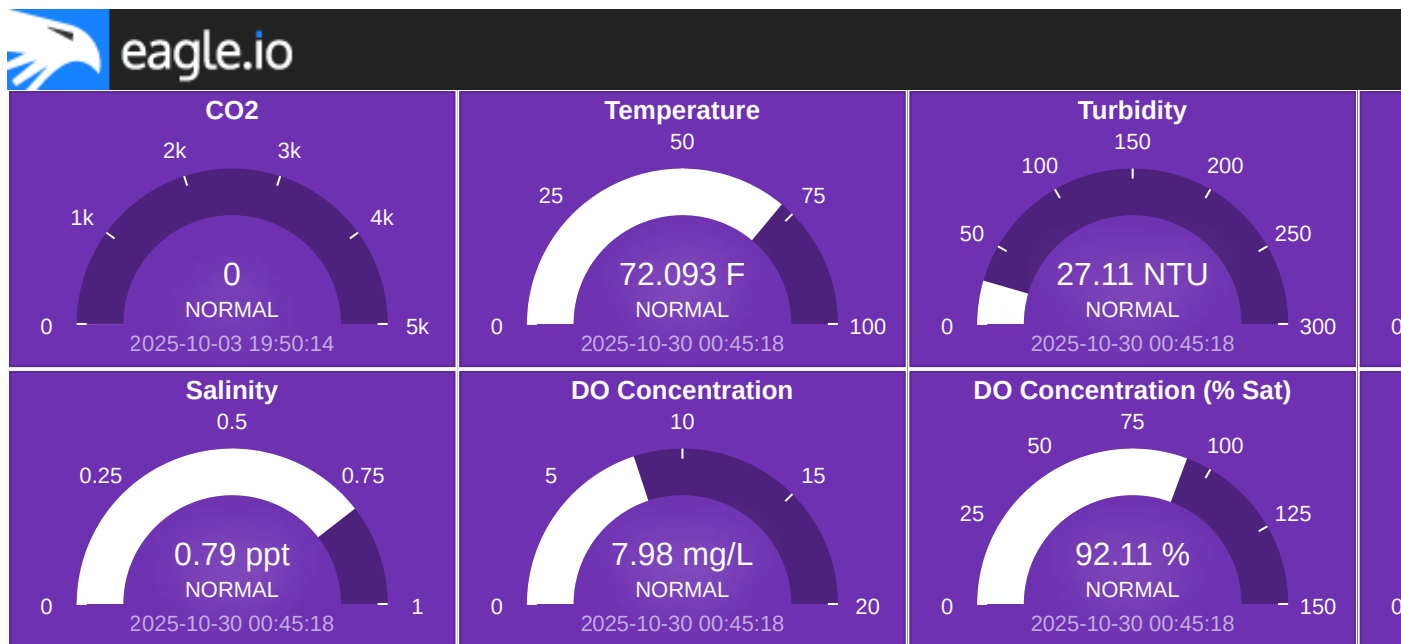 eagle.io
CO2
2k 3k
1k 4k
0
NORMAL
0 5k
2025-10-03 19:50:14
Temperature
50
25 75
72.093 F
NORMAL
0 100
2025-10-30 00:45:18
Turbidity
150
100 200
50 250
27.11 NTU
NORMAL
0 300
2025-10-30 00:45:18
0
Salinity
0.5
0.25 0.75
0.79 ppt
NORMAL
0 1
2025-10-30 00:45:18
DO Concentration
10
5 15
7.98 mg/L
NORMAL
0 20
2025-10-30 00:45:18
DO Concentration (% Sat)
75
50 100
25 125
92.11 %
NORMAL
0 150
2025-10-30 00:45:18
0